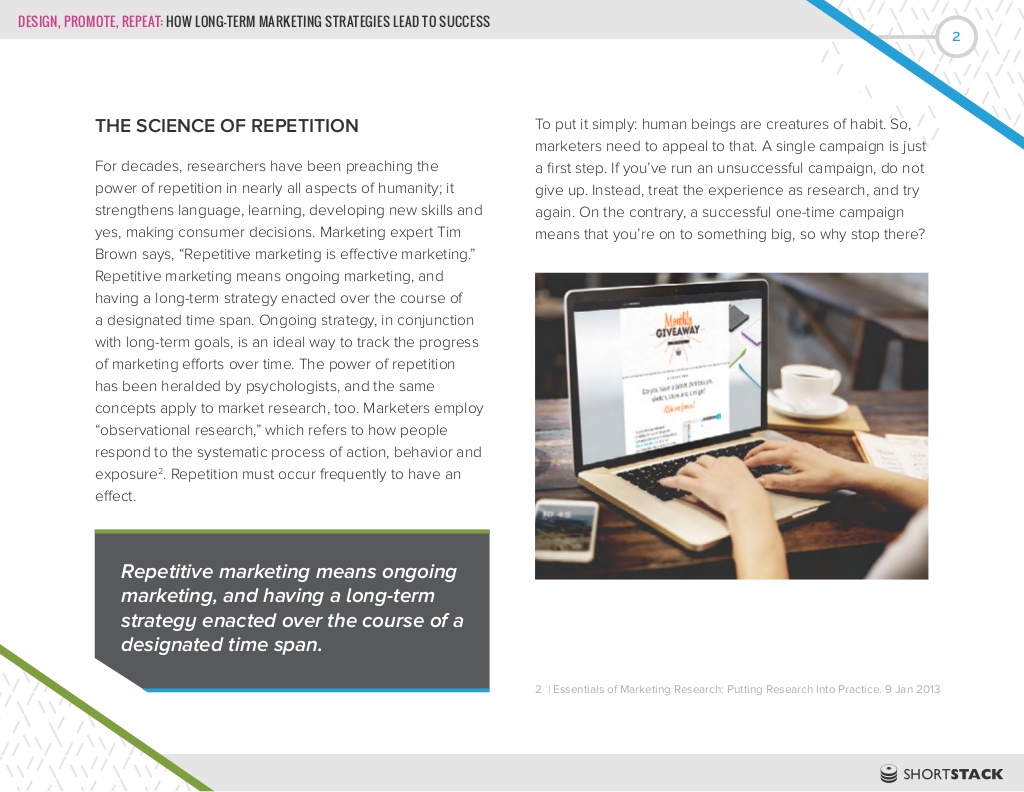 DESIGN, PROMOTE, REPEAT: HOW LONG-TERM MARKETING STRATEGIES LEAD TO SUCCESS
2
THE SCIENCE OF REPETITION
For decades, researchers have been preaching the
power of repetition in nearly all aspects of humanity; it
strengthens language, learning, developing new skills and
yes, making consumer decisions. Marketing expert Tim
Brown says, “Repetitive marketing is effective marketing.”
Repetitive marketing means ongoing marketing, and
having a long-term strategy enacted over the course of
a designated time span. Ongoing strategy, in conjunction
with long-term goals, is an ideal way to track the progress
of marketing efforts over time. The power of repetition
has been heralded by psychologists, and the same
concepts apply to market research, too. Marketers employ
“observational research,” which refers to how people
respond to the systematic process of action, behavior and
exposure². Repetition must occur frequently to have an
effect.
Repetitive marketing means ongoing
marketing, and having a long-term
strategy enacted over the course of a
designated time span.
To put it simply: human beings are creatures of habit. So,
marketers need to appeal to that. A single campaign is just
a first step. If you’ve run an unsuccessful campaign, do not
give up. Instead, treat the experience as research, and try
again. On the contrary, a successful one-time campaign
means that you’re on to something big, so why stop there?
Monthly
GIVEAWAY
10:45
2 | Essentials of Marketing Research: Putting Research Into Practice. 9 Jan 2013
SHORTSTACK